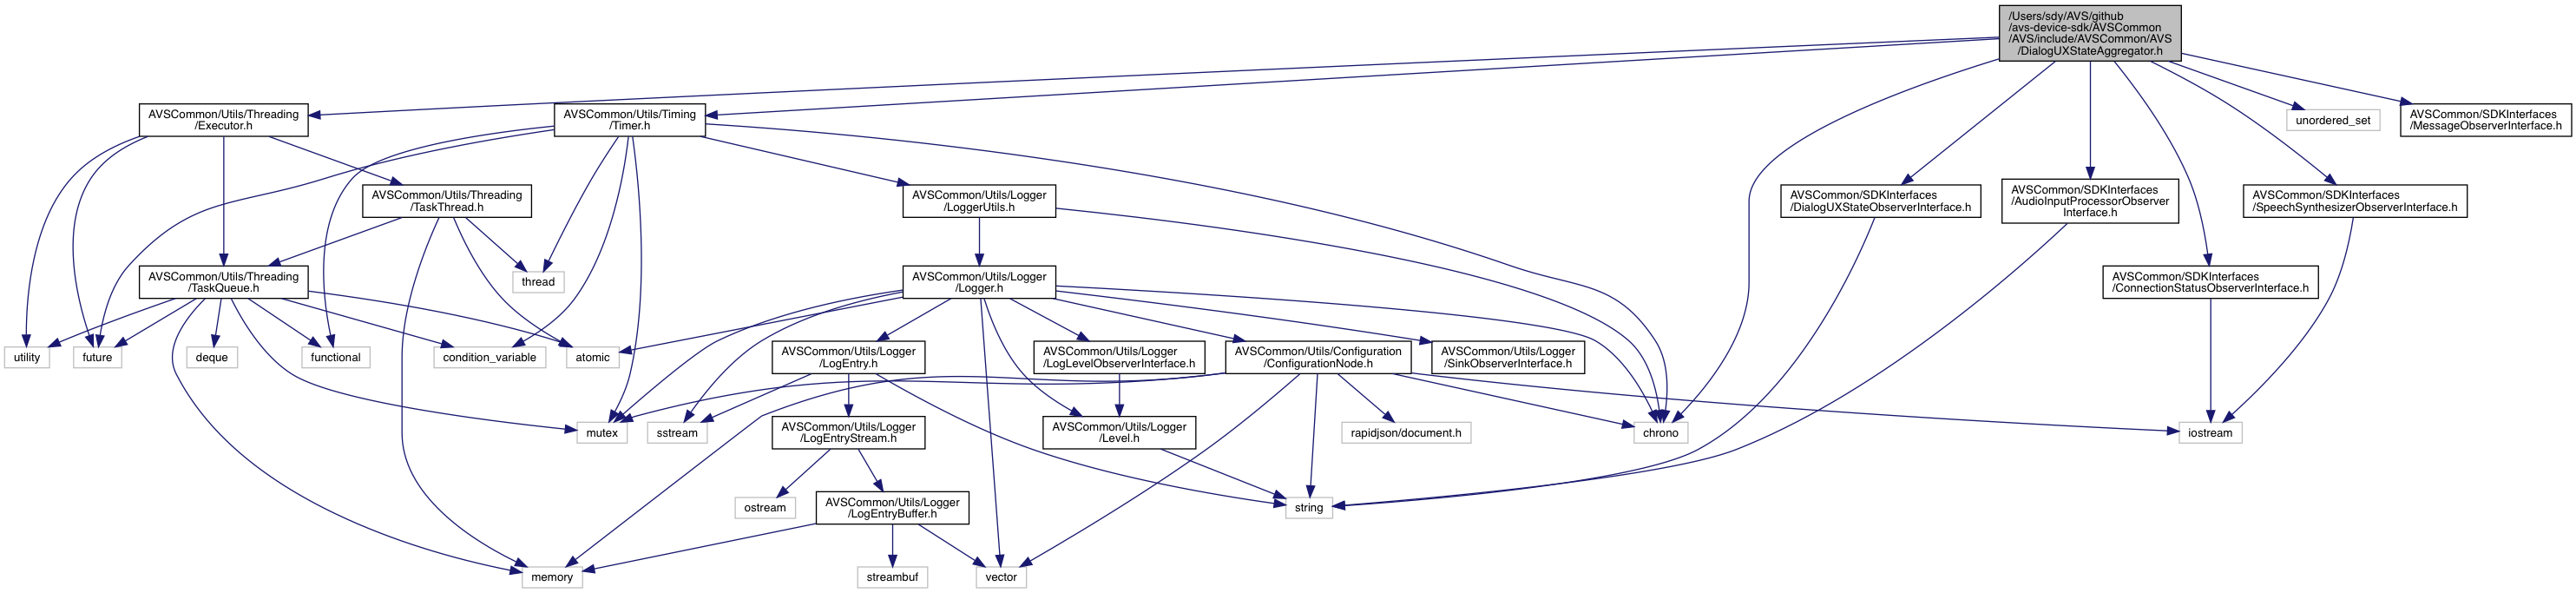 /Users/sdy/AVS/github
/avs-device-sdk/AVSCommon
/AVS/include/AVSCommon/AVS
/DialogUXStateAggregator.h
AVSCommon/Utils/Threading
/Executor.h
AVSCommon/Utils/Timing
/Timer.h
unordered_set
AVSCommon/SDKInterfaces
/MessageObserverInterface.h
AVSCommon/Utils/Threading
/TaskThread.h
AVSCommon/Utils/Logger
/LoggerUtils.h
AVSCommon/SDKInterfaces
/DialogUXStateObserverInterface.h
AVSCommon/SDKInterfaces
/AudioInputProcessorObserver
Interface.h
AVSCommon/SDKInterfaces
/SpeechSynthesizerObserverInterface.h
AVSCommon/Utils/Threading
/TaskQueue.h
thread
AVSCommon/Utils/Logger
/Logger.h
AVSCommon/SDKInterfaces
/ConnectionStatusObserverInterface.h
utility
future
deque
functional
condition_variable
atomic
AVSCommon/Utils/Logger
/LogEntry.h
AVSCommon/Utils/Logger
/LogLevelObserverInterface.h
AVSCommon/Utils/Configuration
/ConfigurationNode.h
AVSCommon/Utils/Logger
/SinkObserverInterface.h
mutex
sstream
AVSCommon/Utils/Logger
/LogEntryStream.h
AVSCommon/Utils/Logger
/Level.h
rapidjson/document.h
chrono
iostream
ostream
AVSCommon/Utils/Logger
/LogEntryBuffer.h
string
memory
streambuf
vector